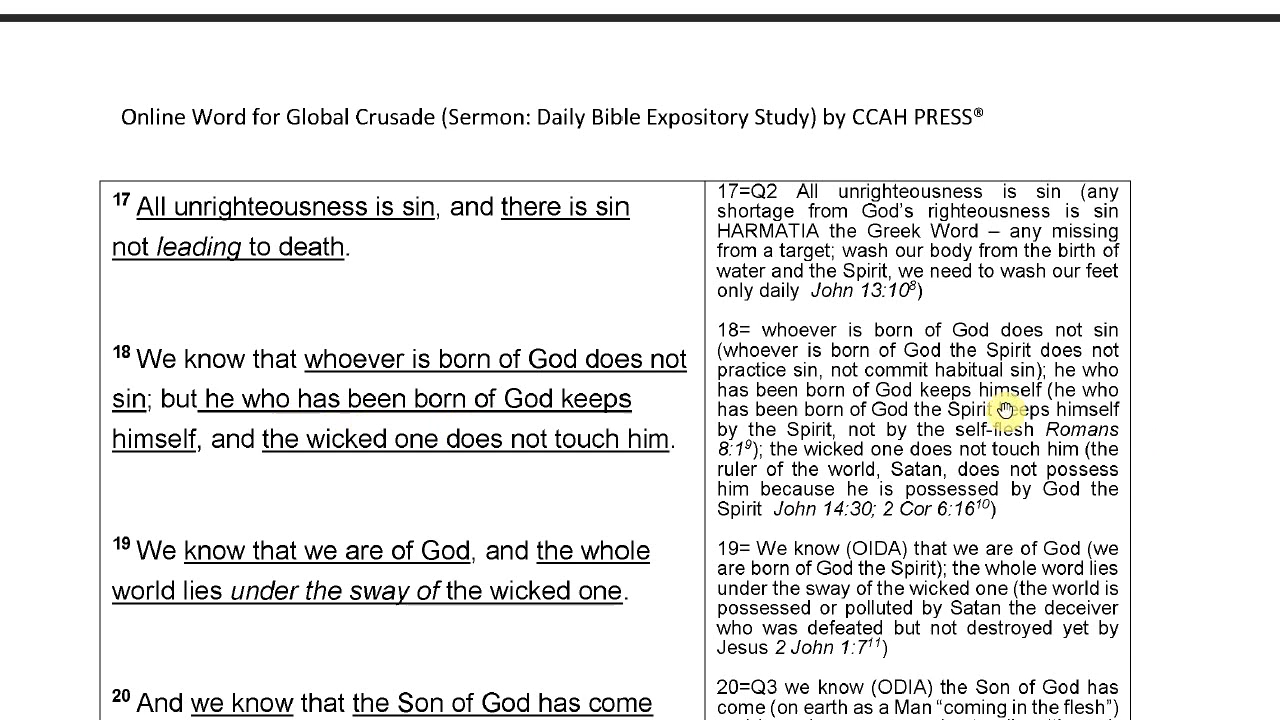 Online Word for Global Crusade (Sermon: Daily Bible Expository Study) by CCAH PRESS®
17 All unrighteousness is sin, and there is sin
not leading to death.
18 We know that whoever is born of God does not
sin; but he who has been born of God keeps
himself, and the wicked one does not touch him.
19 We know that we are of God, and the whole
world lies under the sway of the wicked one.
20 And we know that the Son of God has come
17=Q2 All unrighteousness is sin (any
shortage from God's righteousness is sin
HARMATIA the Greek Word – any missing
from a target; wash our body from the birth of
water and the Spirit, we need to wash our feet
only daily John 13:10⁸)
18= whoever is born of God does not sin
(whoever is born of God the Spirit does not
practice sin, not commit habitual sin); he who
has been born of God keeps himself (he who
has been born of God the Spirit keeps himself
by the Spirit, not by the self-flesh Romans
8:1⁹); the wicked one does not touch him (the
ruler of the world, Satan, does not possess
him because he is possessed by God the
Spirit John 14:30; 2 Cor 6:16¹⁰)
19= We know (OIDA) that we are of God (we
are born of God the Spirit); the whole word lies
under the sway of the wicked one (the world is
possessed or polluted by Satan the deceiver
who was defeated but not destroyed yet by
Jesus 2 John 1:7¹¹)
20=Q3 we know (ODIA) the Son of God has
come (on earth as a Man “coming in the flesh”)